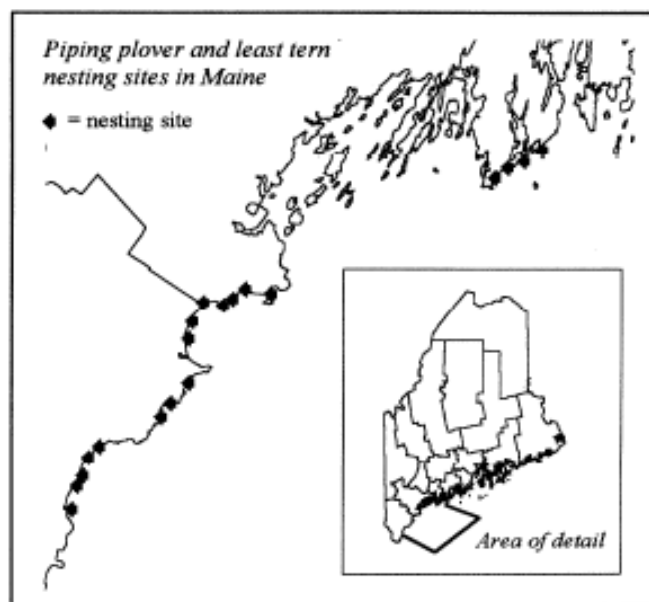 Piping plover and least tern
nesting sites in Maine
= nesting site
Area of detail